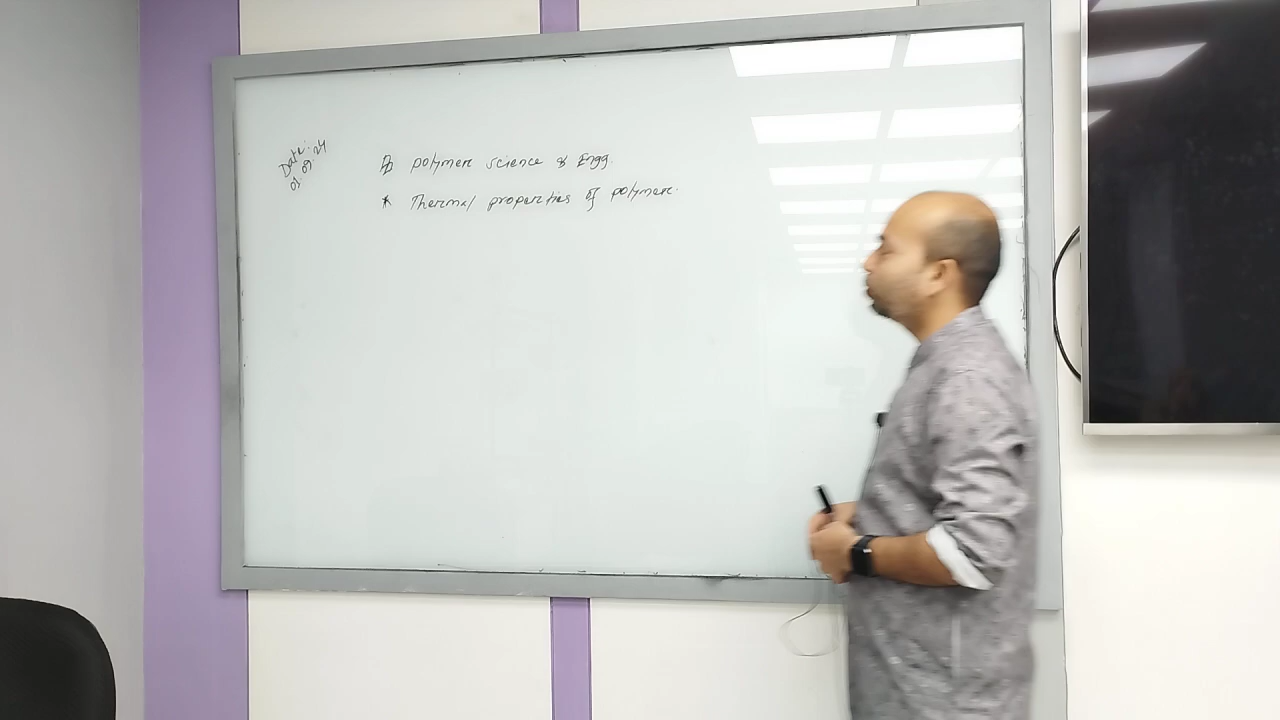 Date:
01.09.24
polymer science & Engg.
* Thermal properties of polymer.